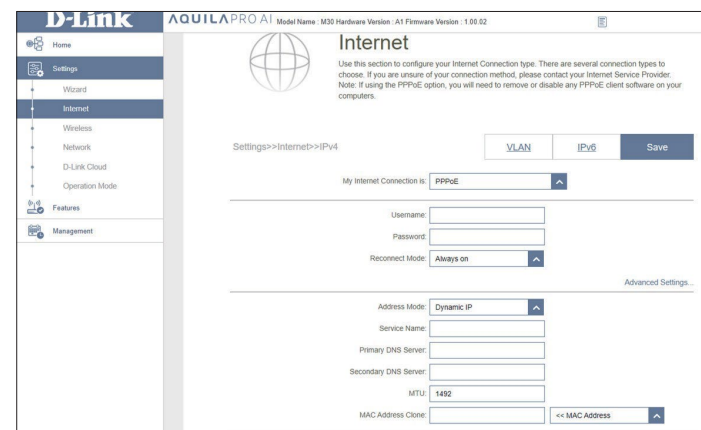 D-Link
AQUILA PRO AI Model Name : M30 Hardware Version : A1 Firmware Version : 1.00.02
Home
Settings
Wizard
Internet
Wireless
Network
D-Link Cloud
Operation Mode
Features
Management
Internet
Use this section to configure your Internet Connection type. There are several connection types to
choose. If you are unsure of your connection method, please contact your Internet Service Provider.
Note: If using the PPPoE option, you will need to remove or disable any PPPoE client software on your
computers.
Settings>>Internet>>IPv4
VLAN IPv6 Save
My Internet Connection is: PPPoE
Username:
Password:
Reconnect Mode: Always on
Advanced Settings...
Address Mode: Dynamic IP
Service Name:
Primary DNS Server:
Secondary DNS Server:
MTU: 1492
MAC Address Clone: << MAC Address